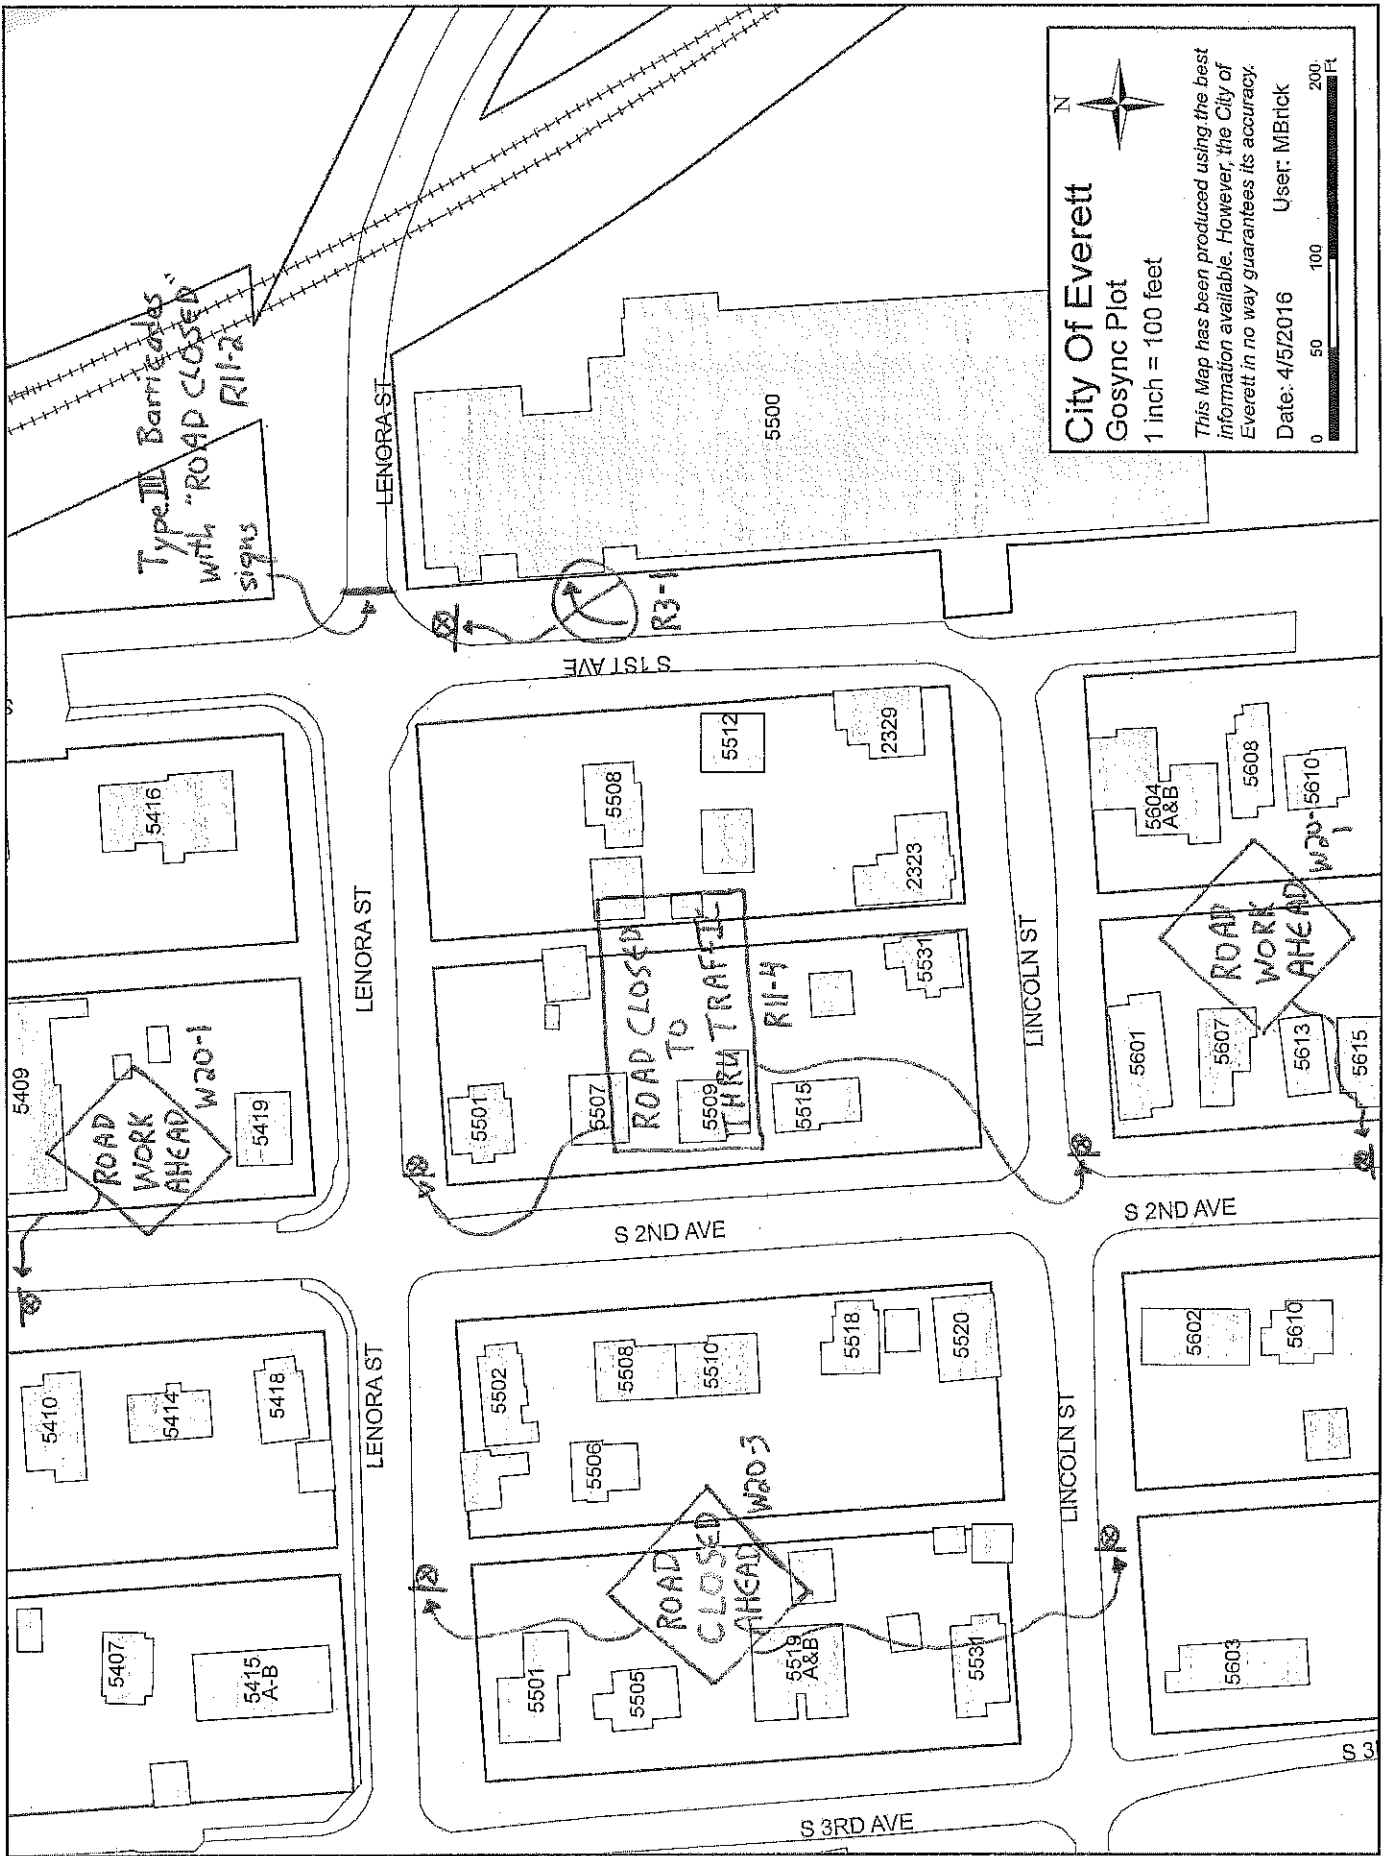 Type III Barricades
with "ROAD CLOSED"
signs R11-2
LENORA ST
R3-1
S 1ST AVE
5500
5416
5409
ROAD
WORK
AHEAD
W20-1
5419
LENORA ST
5508
5512
2329
2323
5501
5507
5509
5515
5531
ROAD CLOSED
TO
THRU TRAFFIC
R11-4
LINCOLN ST
5604
A&B
5608
5610
5601
5607
5613
5615
ROAD
WORK
AHEAD
W20-1
S 2ND AVE
S 2ND AVE
5410
5414
5418
LENORA ST
5502
5508
5510
5506
5518
5520
LINCOLN ST
5602
5610
5407
5415
A-B
5501
5505
5519
A&B
5531
ROAD
CLOSED
AHEAD
W20-3
5603
S 3RD AVE
S 3
City Of Everett
Gosync Plot
1 inch = 100 feet
N
This Map has been produced using the best
information available. However, the City of
Everett in no way guarantees its accuracy.
Date: 4/5/2016 User: MBrick
0 50 100 200
Ft